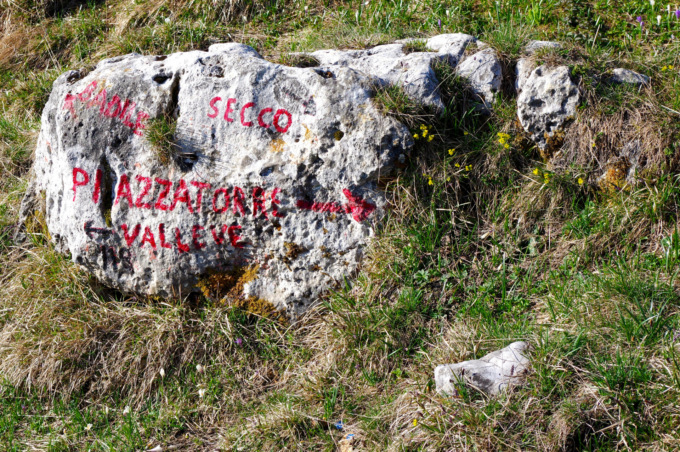 SECCO
PIAZZATORRE →
← VALLEVE